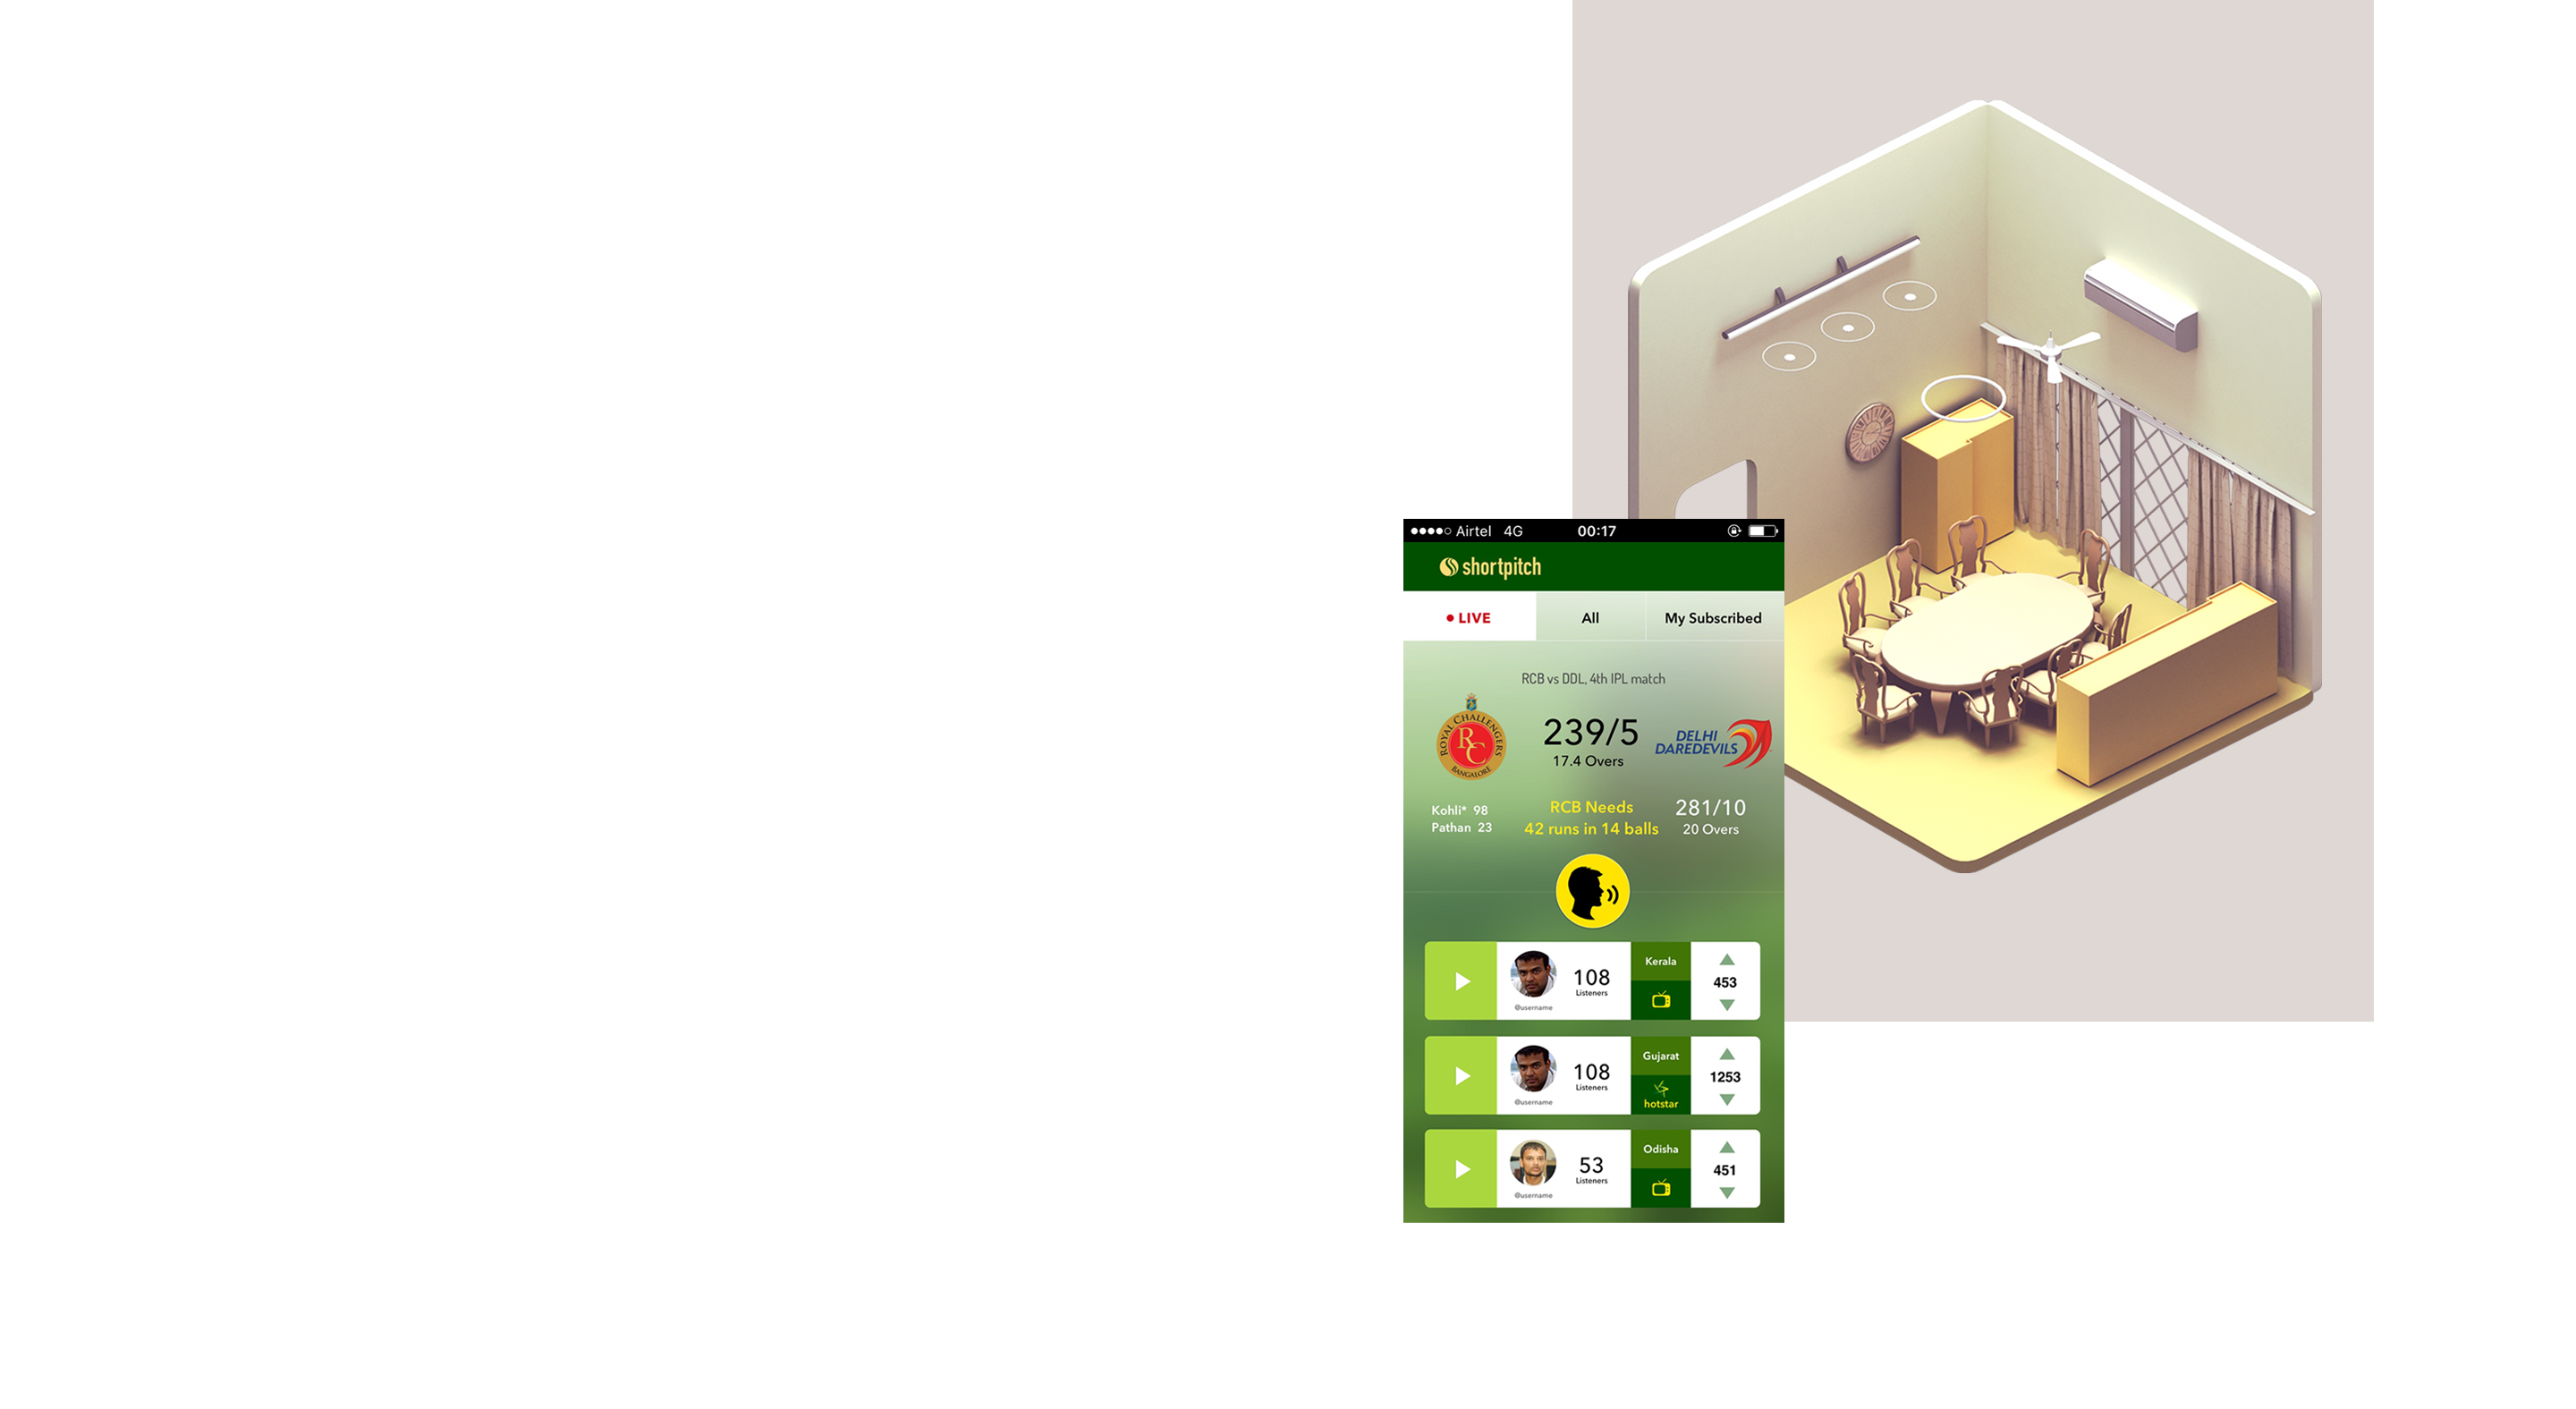 Airtel 4G 00:17
shortpitch
LIVE All My Subscribed
RCB vs DDL, 4th IPL match
ROYAL CHALLENGERS
RC
BANGALORE
239/5
17.4 Overs
DELHI
DAREDEVILS
Kohli* 98
Pathan 23
RCB Needs
42 runs in 14 balls
281/10
20 Overs
108
Listeners
@username
Kerala
453
108
Listeners
@username
Gujarat
hotstar
1253
53
Listeners
@username
Odisha
451